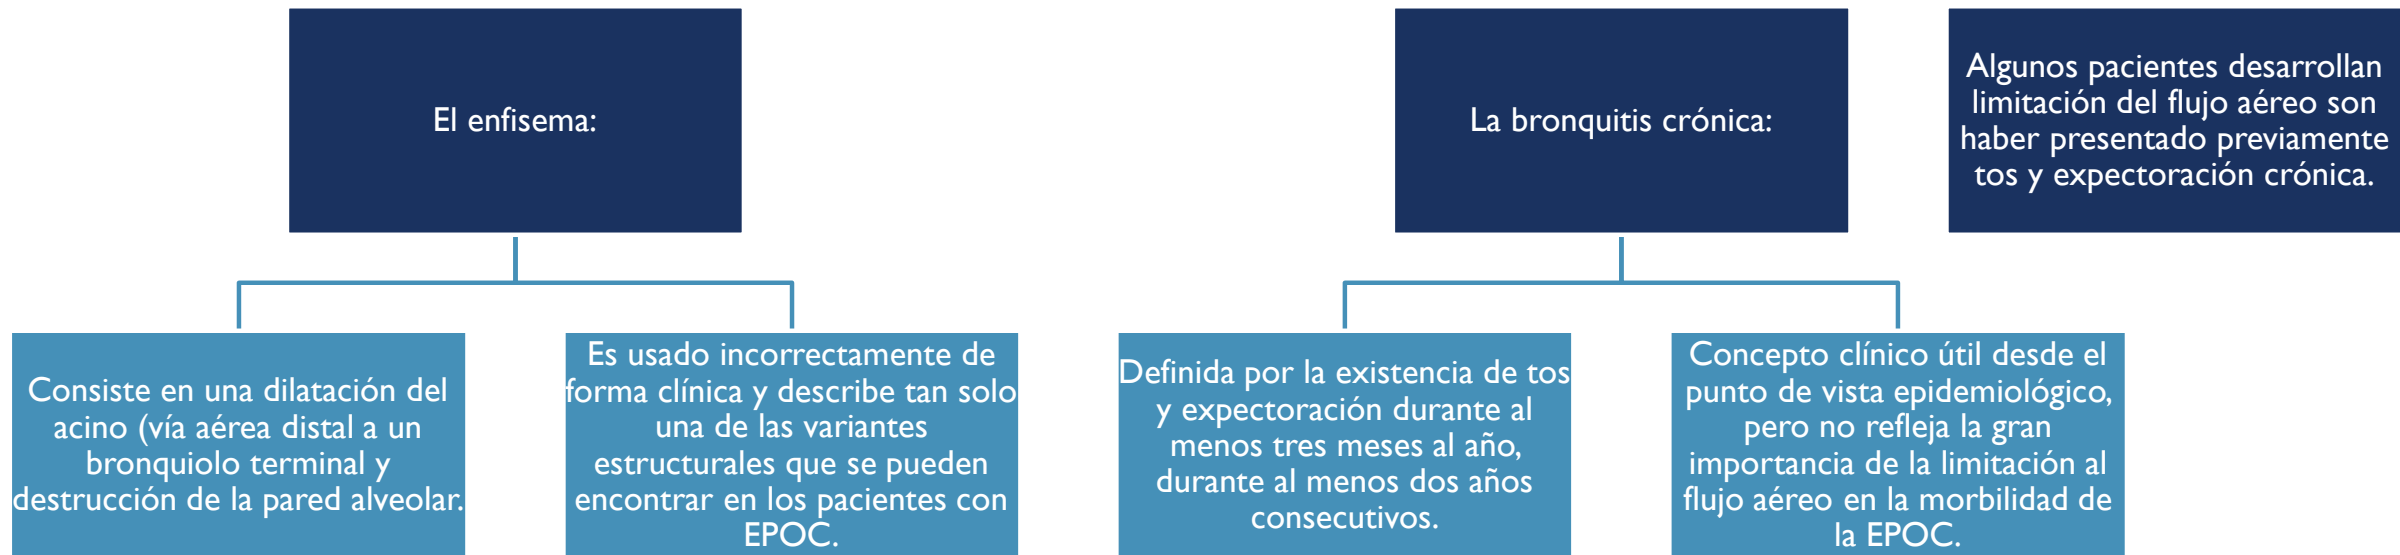 El enfisema:
Consiste en una dilatación del
acino (vía aérea distal a un
bronquiolo terminal y
destrucción de la pared alveolar.
Es usado incorrectamente de
forma clínica y describe tan solo
una de las variantes
estructurales que se pueden
encontrar en los pacientes con
EPOC.
La bronquitis crónica:
Definida por la existencia de tos
y expectoración durante al
menos tres meses al año,
durante al menos dos años
consecutivos.
Concepto clínico útil desde el
punto de vista epidemiológico,
pero no refleja la gran
importancia de la limitación al
flujo aéreo en la morbilidad de
la EPOC.
Algunos pacientes desarrollan
limitación del flujo aéreo son
haber presentado previamente
tos y expectoración crónica.